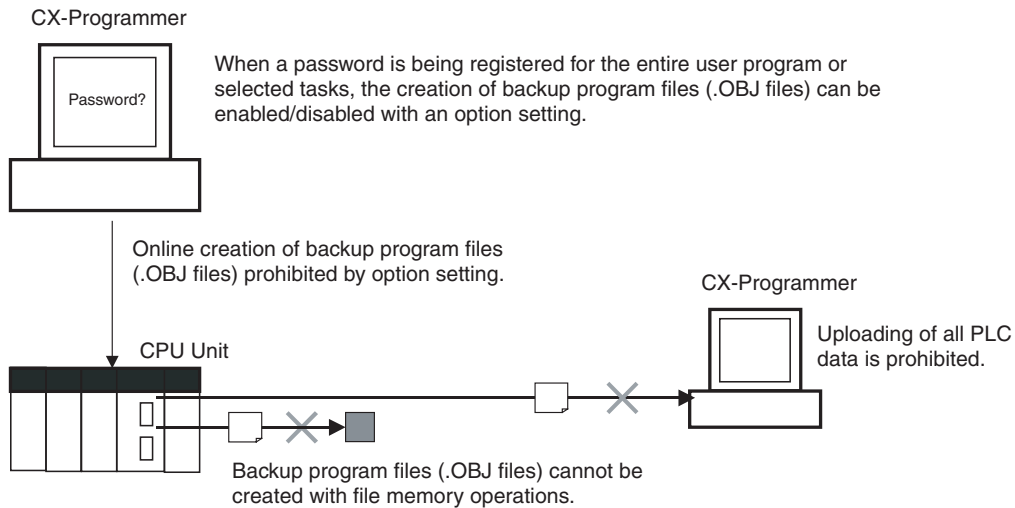 CX-Programmer
Password?
When a password is being registered for the entire user program or
selected tasks, the creation of backup program files (.OBJ files) can be
enabled/disabled with an option setting.
Online creation of backup program files
(.OBJ files) prohibited by option setting.
CX-Programmer
Uploading of all PLC
data is prohibited.
CPU Unit
Backup program files (.OBJ files) cannot be
created with file memory operations.